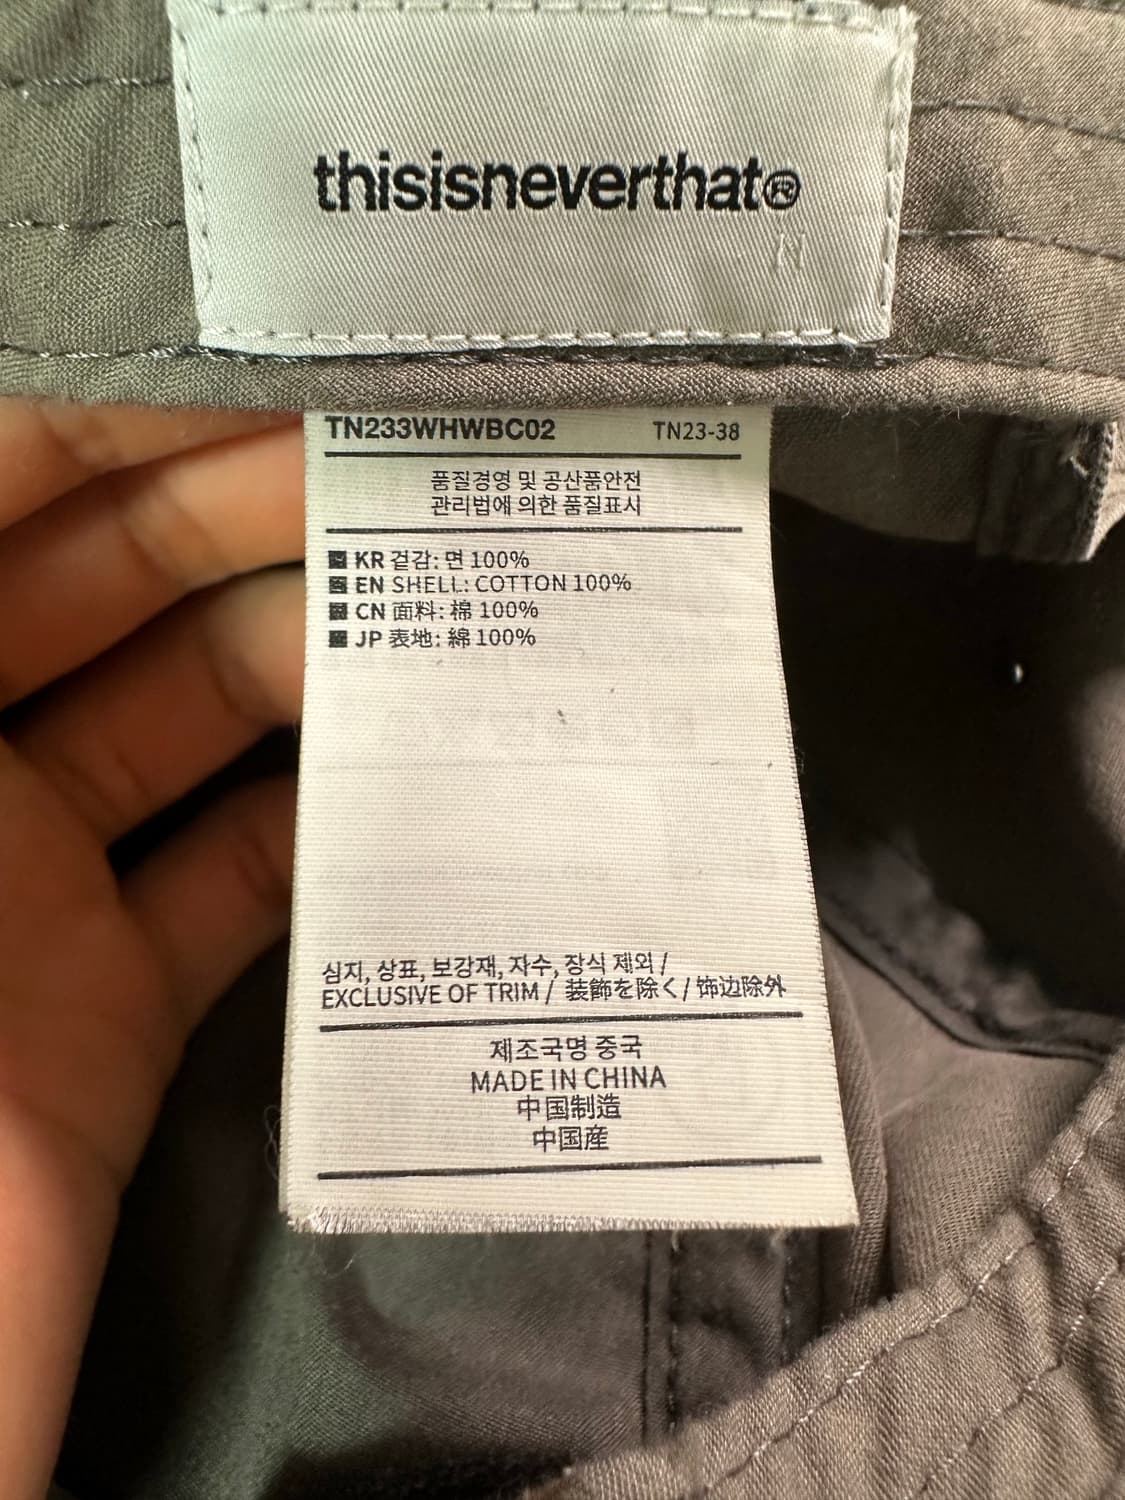 thisisneverthat®
N
TN233WHWBC02 TN23-38
품질경영 및 공산품안전
관리법에 의한 품질표시
KR 겉감: 면 100%
EN SHELL: COTTON 100%
CN 面料: 棉 100%
JP 表地: 綿 100%
심지, 상표, 보강재, 자수, 장식 제외 /
EXCLUSIVE OF TRIM / 装飾を除く / 饰边除外
제조국명 중국
MADE IN CHINA
中国制造
中国産